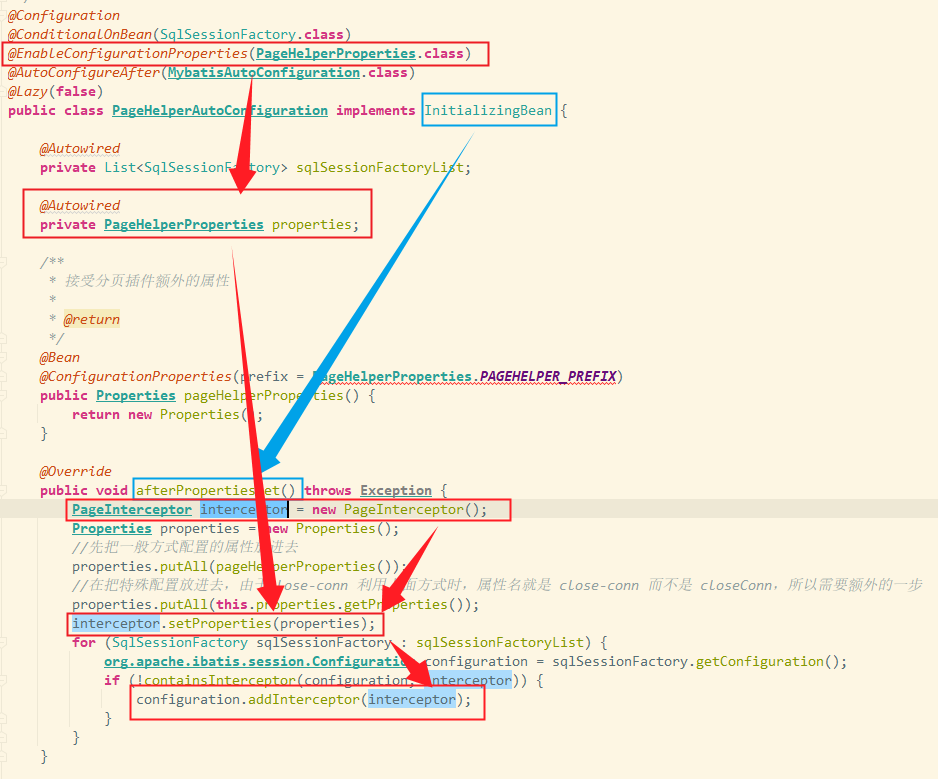 @Configuration
@ConditionalOnBean(SqlSessionFactory.class)
@EnableConfigurationProperties(PageHelperProperties.class)
@AutoConfigureAfter(MybatisAutoConfiguration.class)
@Lazy(false)
public class PageHelperAutoConfiguration implements InitializingBean {
@Autowired
private List<SqlSessionFactory> sqlSessionFactoryList;
@Autowired
private PageHelperProperties properties;
/**
* 接受分页插件额外的属性
*
* @return
*/
@Bean
@ConfigurationProperties(prefix = PageHelperProperties.PAGEHELPER_PREFIX)
public Properties pageHelperProperties() {
return new Properties();
}
@Override
public void afterPropertiesSet() throws Exception {
PageInterceptor interceptor = new PageInterceptor();
Properties properties = new Properties();
//先把一般方式配置的属性放进去
properties.putAll(pageHelperProperties());
//在把特殊配置放进去，由于 close-conn 利用上面方式时，属性名就是 close-conn 而不是 closeConn，所以需要额外的一步
properties.putAll(this.properties.getProperties());
interceptor.setProperties(properties);
for (SqlSessionFactory sqlSessionFactory : sqlSessionFactoryList) {
org.apache.ibatis.session.Configuration configuration = sqlSessionFactory.getConfiguration();
if (!containsInterceptor(configuration, interceptor)) {
configuration.addInterceptor(interceptor);
}
}
}